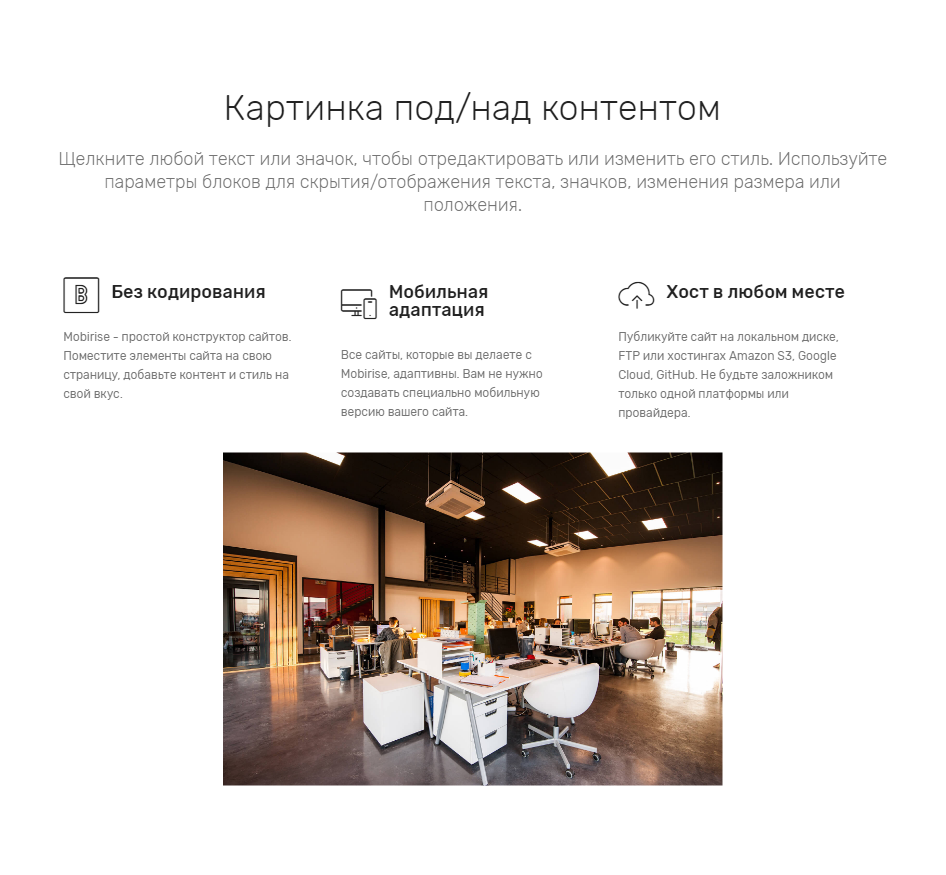 Картинка под/над контентом
Щелкните любой текст или значок, чтобы отредактировать или изменить его стиль. Используйте
параметры блоков для скрытия/отображения текста, значков, изменения размера или
положения.
B
Без кодирования
Mobirise - простой конструктор сайтов.
Поместите элементы сайта на свою
страницу, добавьте контент и стиль на
свой вкус.
Мобильная
адаптация
Все сайты, которые вы делаете с
Mobirise, адаптивны. Вам не нужно
создавать специально мобильную
версию вашего сайта.
Хост в любом месте
Публикуйте сайт на локальном диске,
FTP или хостингах Amazon S3, Google
Cloud, GitHub. Не будьте заложником
только одной платформы или
провайдера.